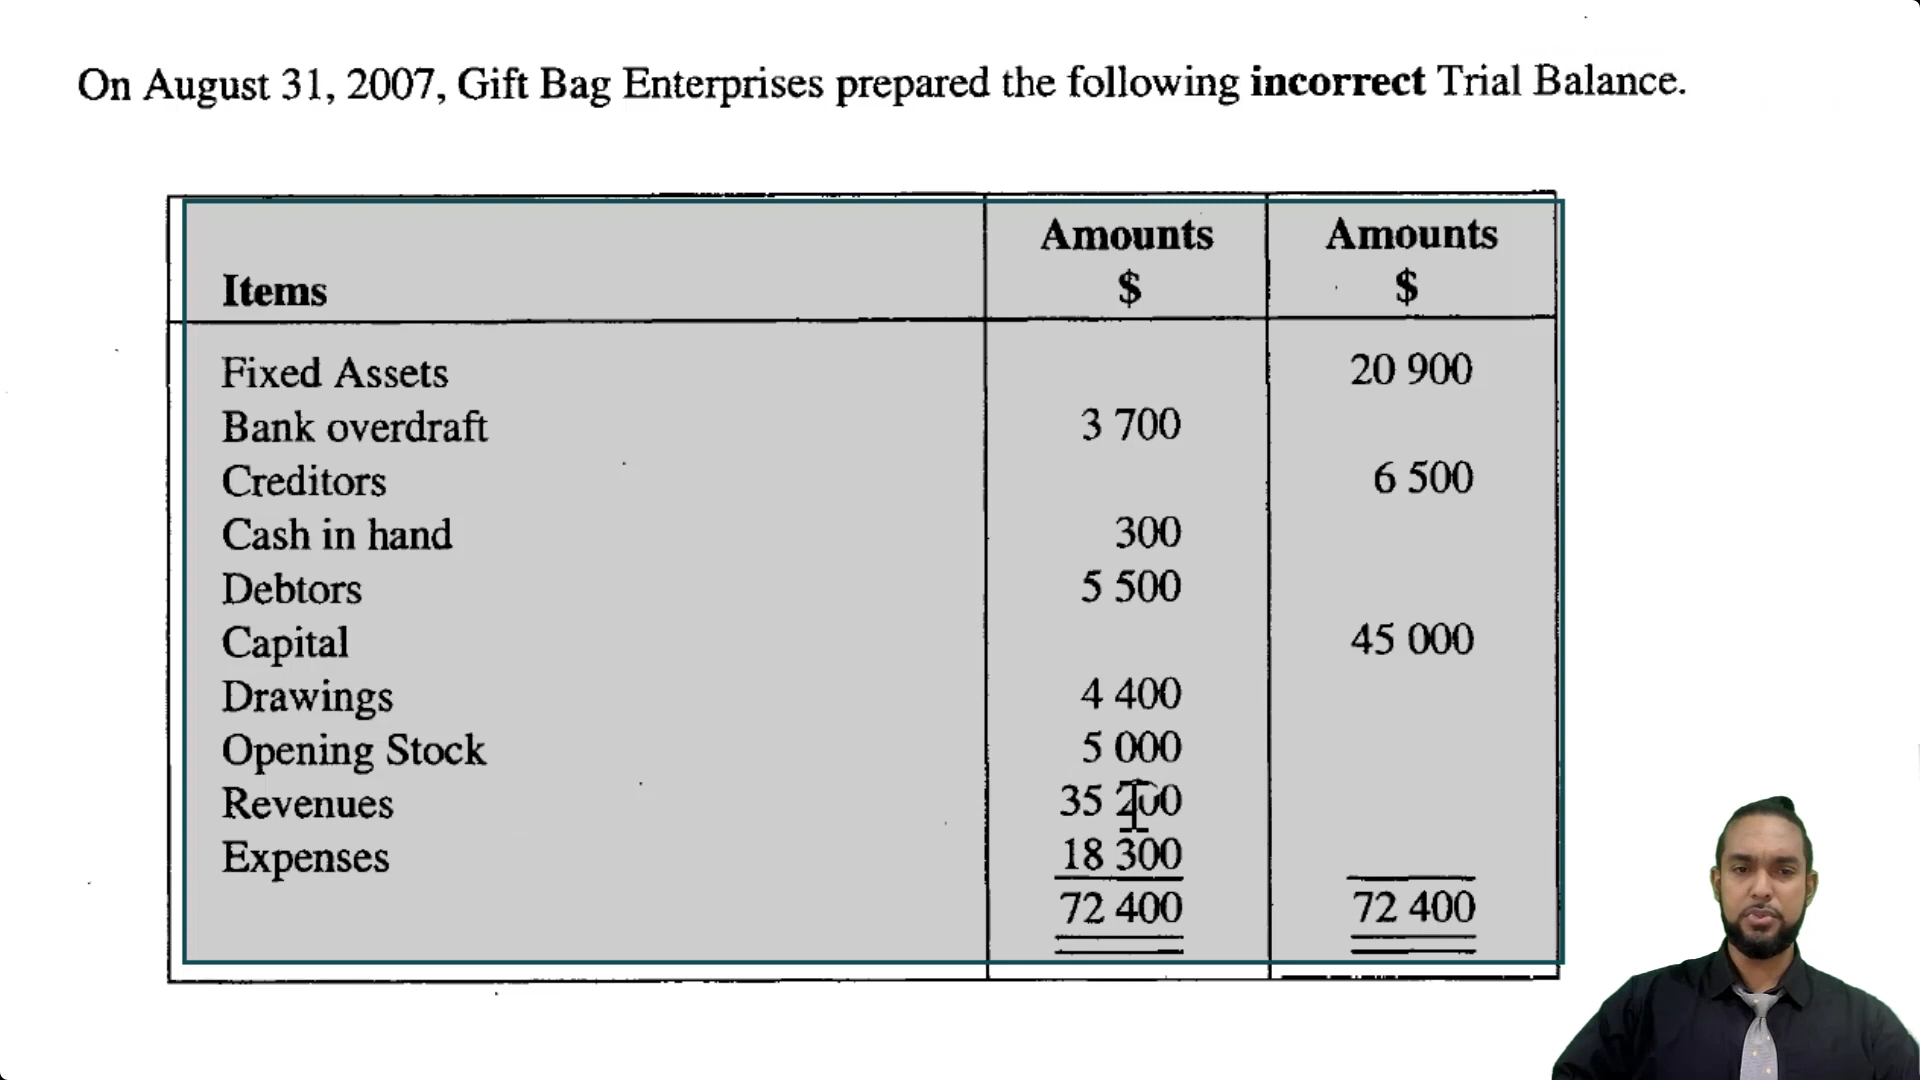 On August 31, 2007, Gift Bag Enterprises prepared the following incorrect Trial Balance.
Amounts Amounts
Items $ $
Fixed Assets 20 900
Bank overdraft 3 700
Creditors 6 500
Cash in hand 300
Debtors 5 500
Capital 45 000
Drawings 4 400
Opening Stock 5 000
Revenues 35 200
Expenses 18 300
72 400 72 400